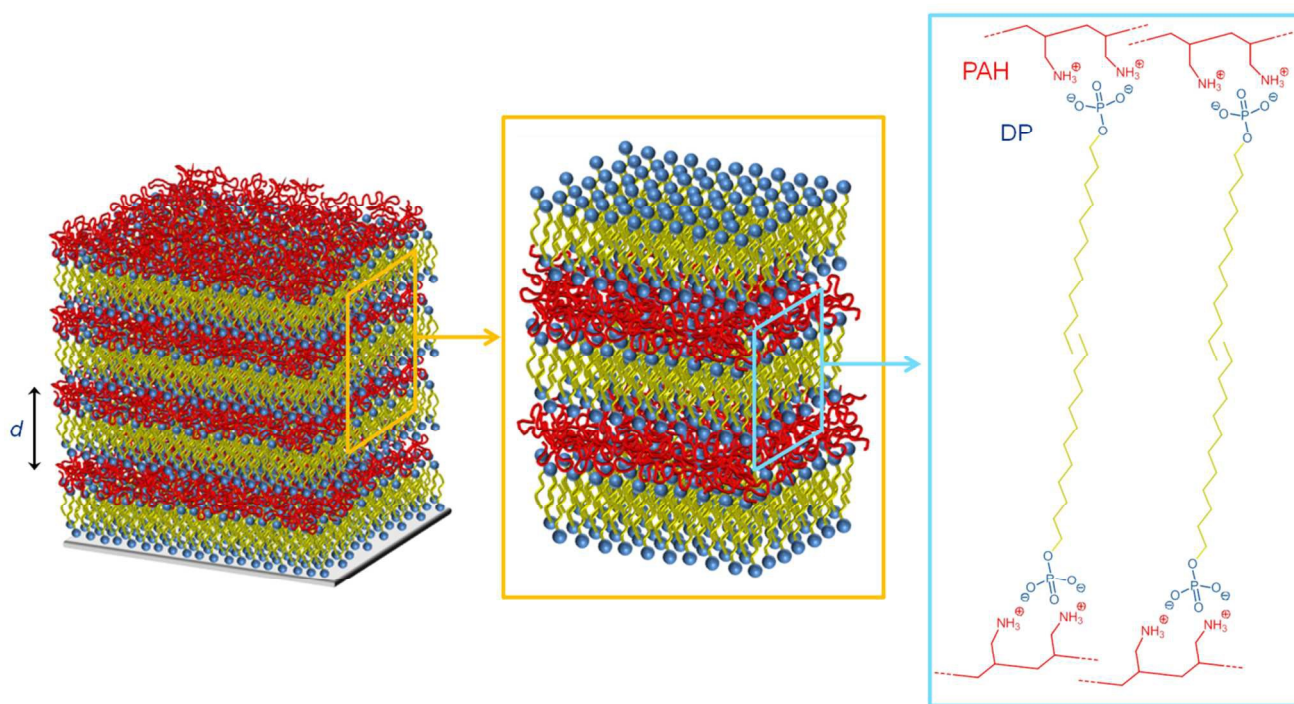 d
PAH
DP
NH3 ⊕
NH3 ⊕
NH3 ⊕
NH3 ⊕
⊖ O P O O ⊖
O
⊖ O P O O ⊖
O
O
O P O ⊖
⊖ O
O
O P O ⊖
⊖ O
NH3 ⊕
NH3 ⊕
NH3 ⊕
NH3 ⊕